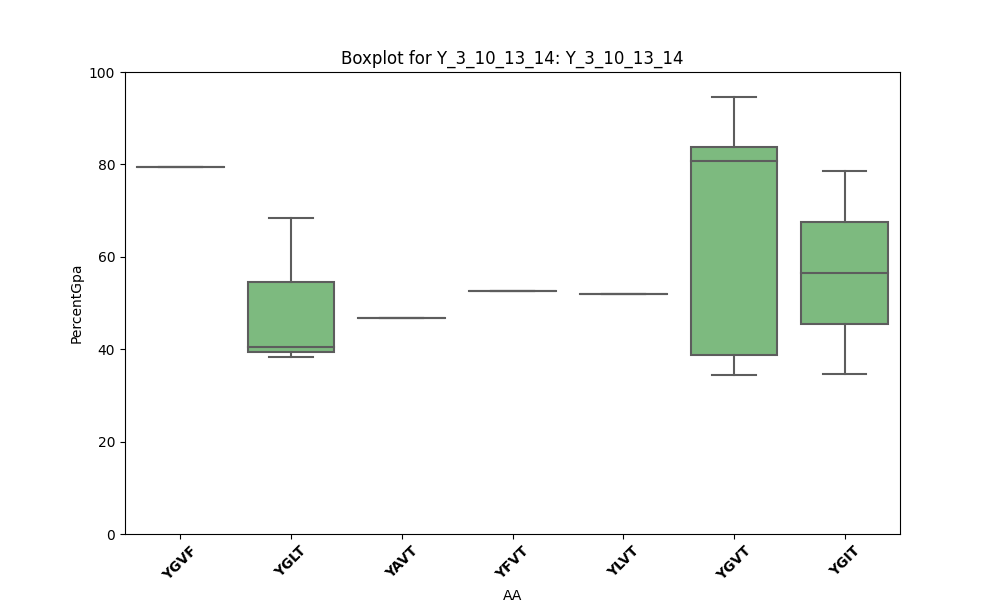 Boxplot for Y_3_10_13_14: Y_3_10_13_14
100
80
60
40
20
0
PercentGpa
YGVF
YGLT
YAVT
YFVT
YLVT
YGVT
YGIT
AA